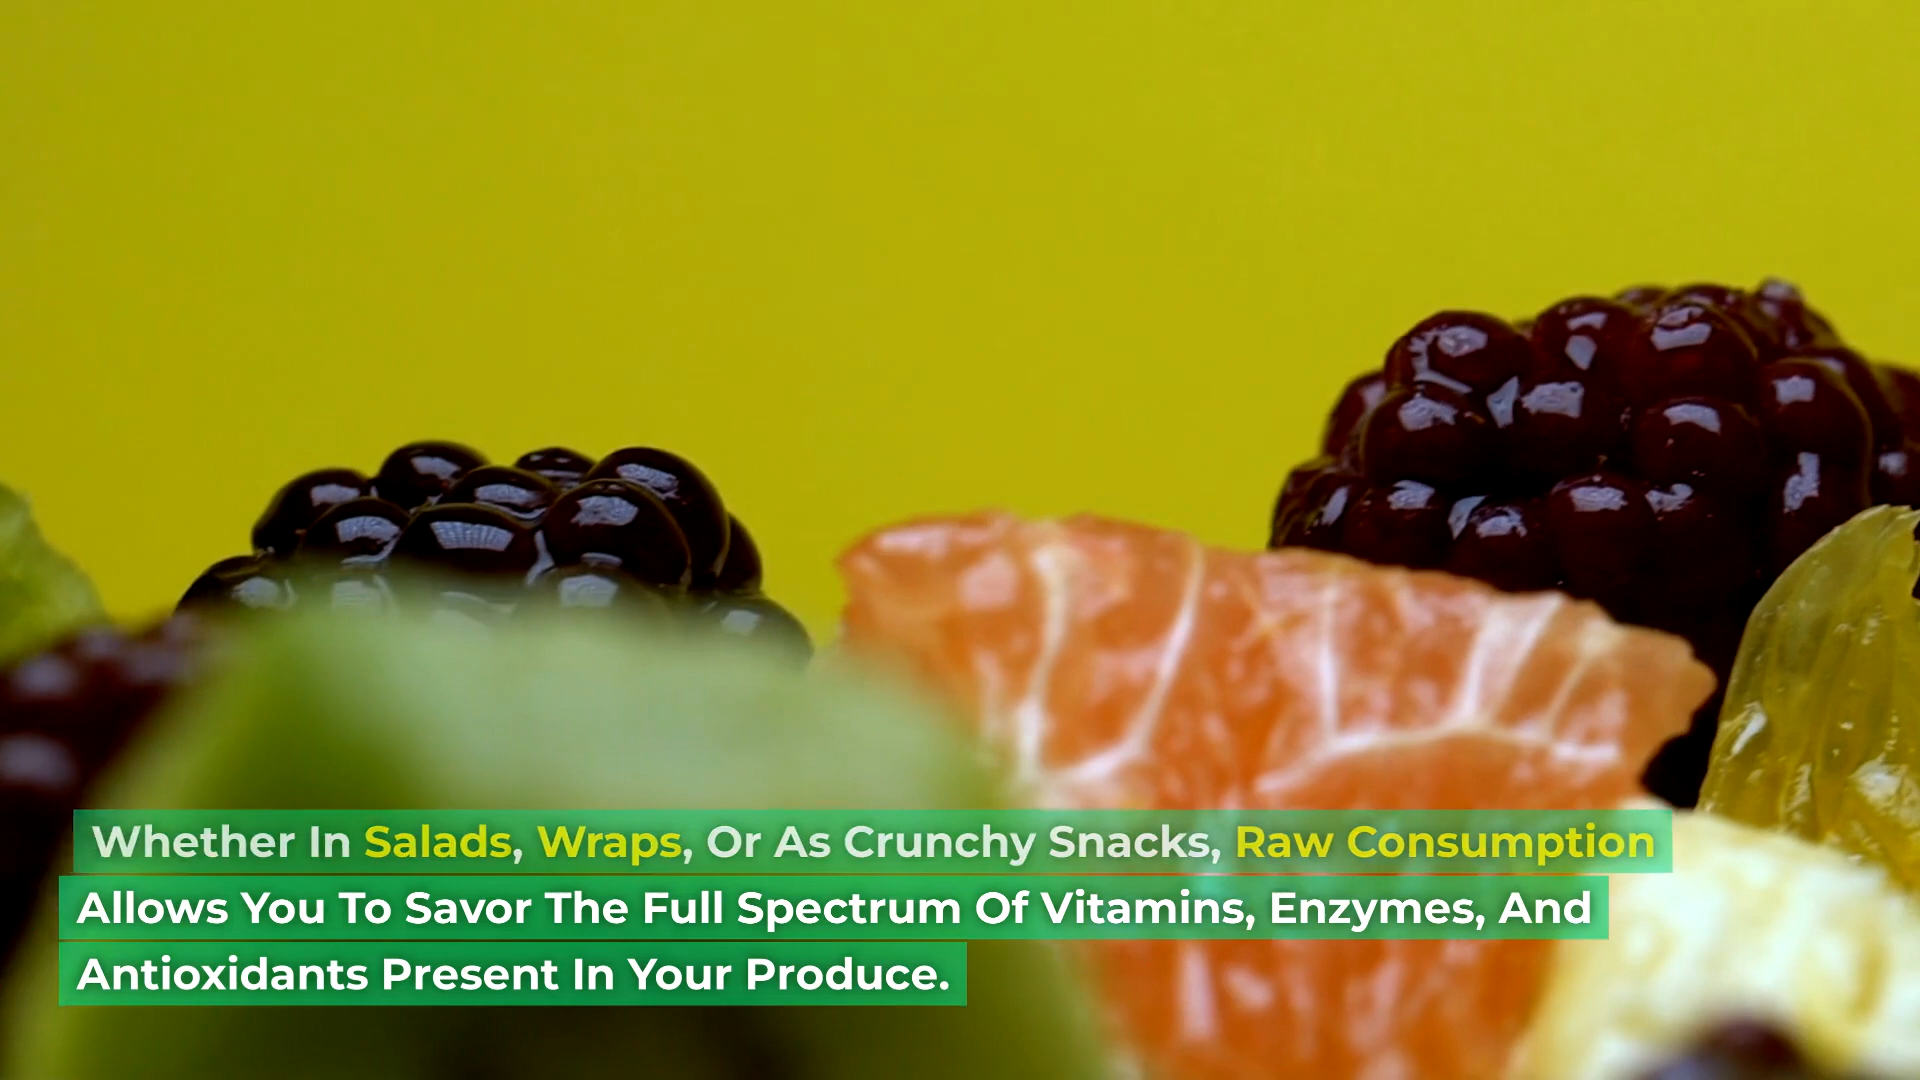 Whether In Salads, Wraps, Or As Crunchy Snacks, Raw Consumption
Allows You To Savor The Full Spectrum Of Vitamins, Enzymes, And
Antioxidants Present In Your Produce.